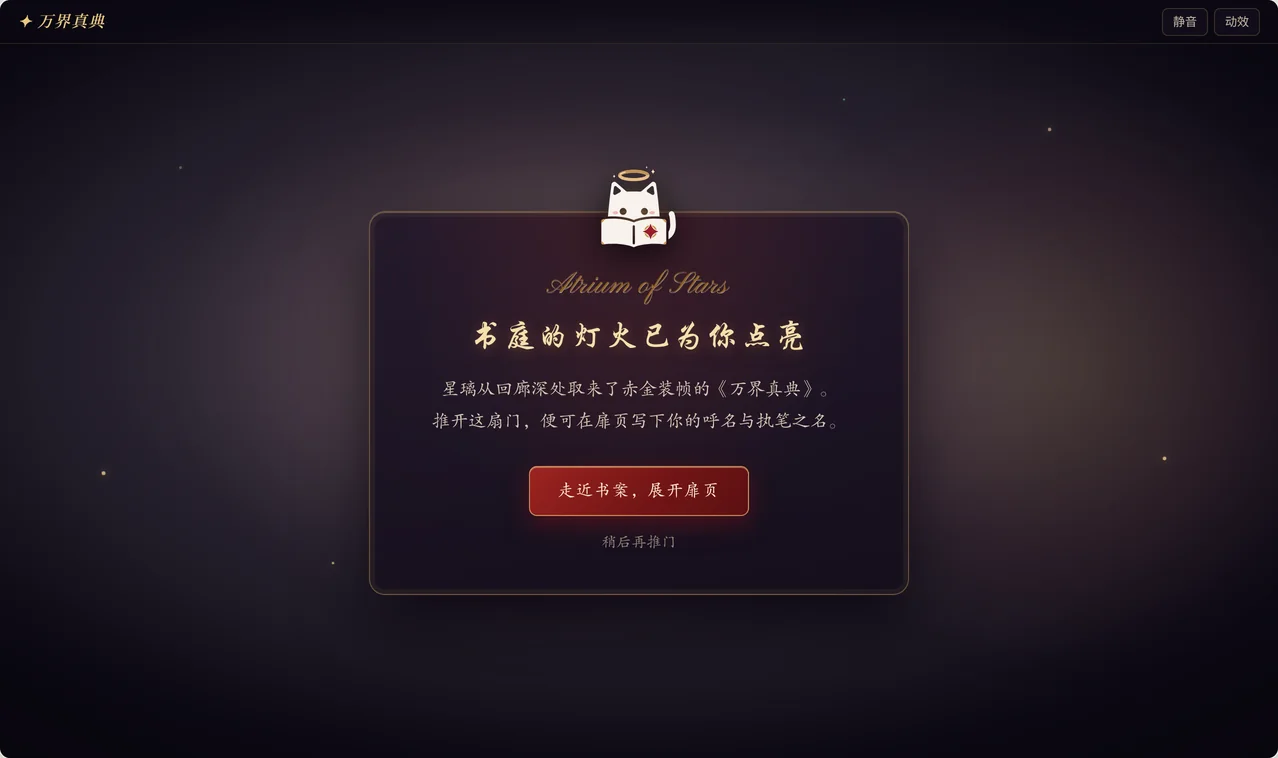 ✦ 万界真典
静音
动效
Atrium of Stars
书庭的灯火已为你点亮
星璃从回廊深处取来了赤金装帧的《万界真典》。
推开这扇门，便可在扉页写下你的呼名与执笔之名。
走近书案，展开扉页
稍后再推门